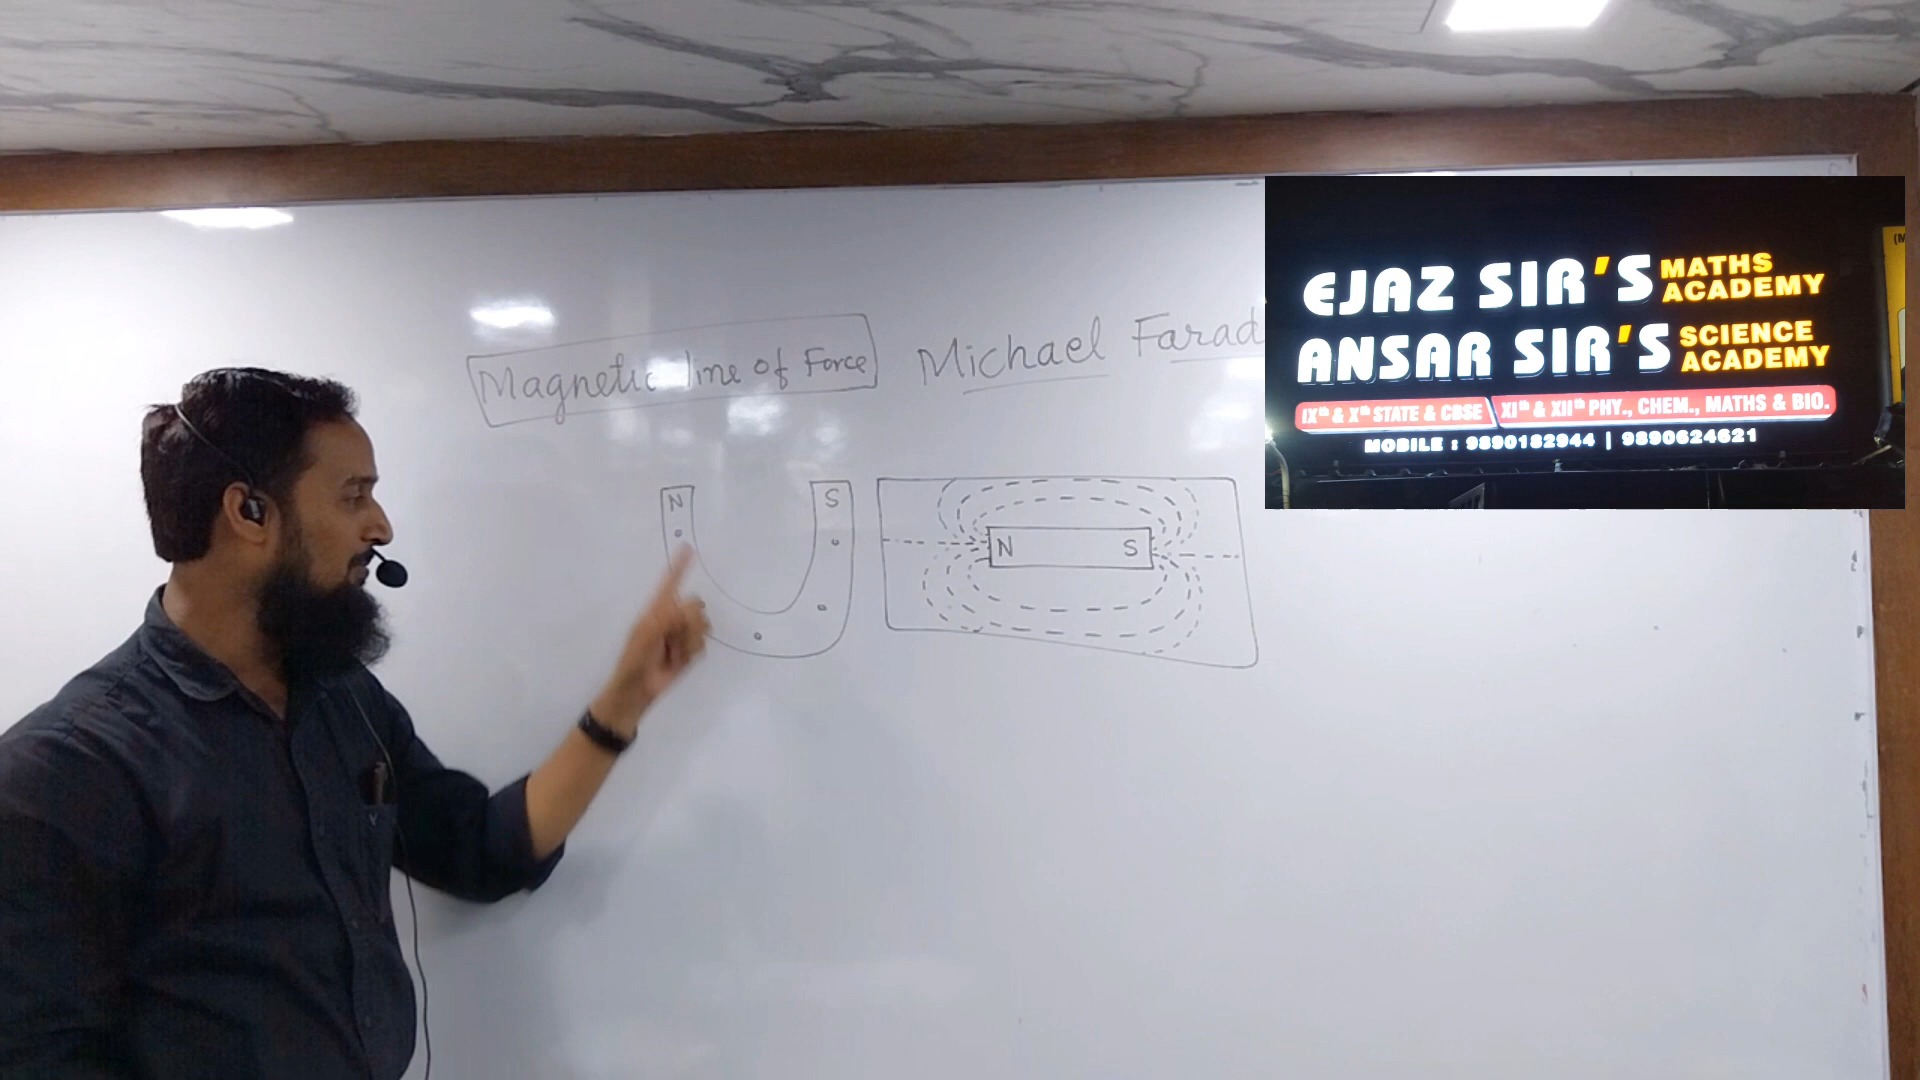 Magnetic line of Force
Michael Farad
N S
N S
EJAZ SIR'S MATHS ACADEMY
ANSAR SIR'S SCIENCE ACADEMY
IXth & Xth STATE & CBSE XIth & XIIth PHY., CHEM., MATHS & BIO.
MOBILE : 9890182944 | 9890624621